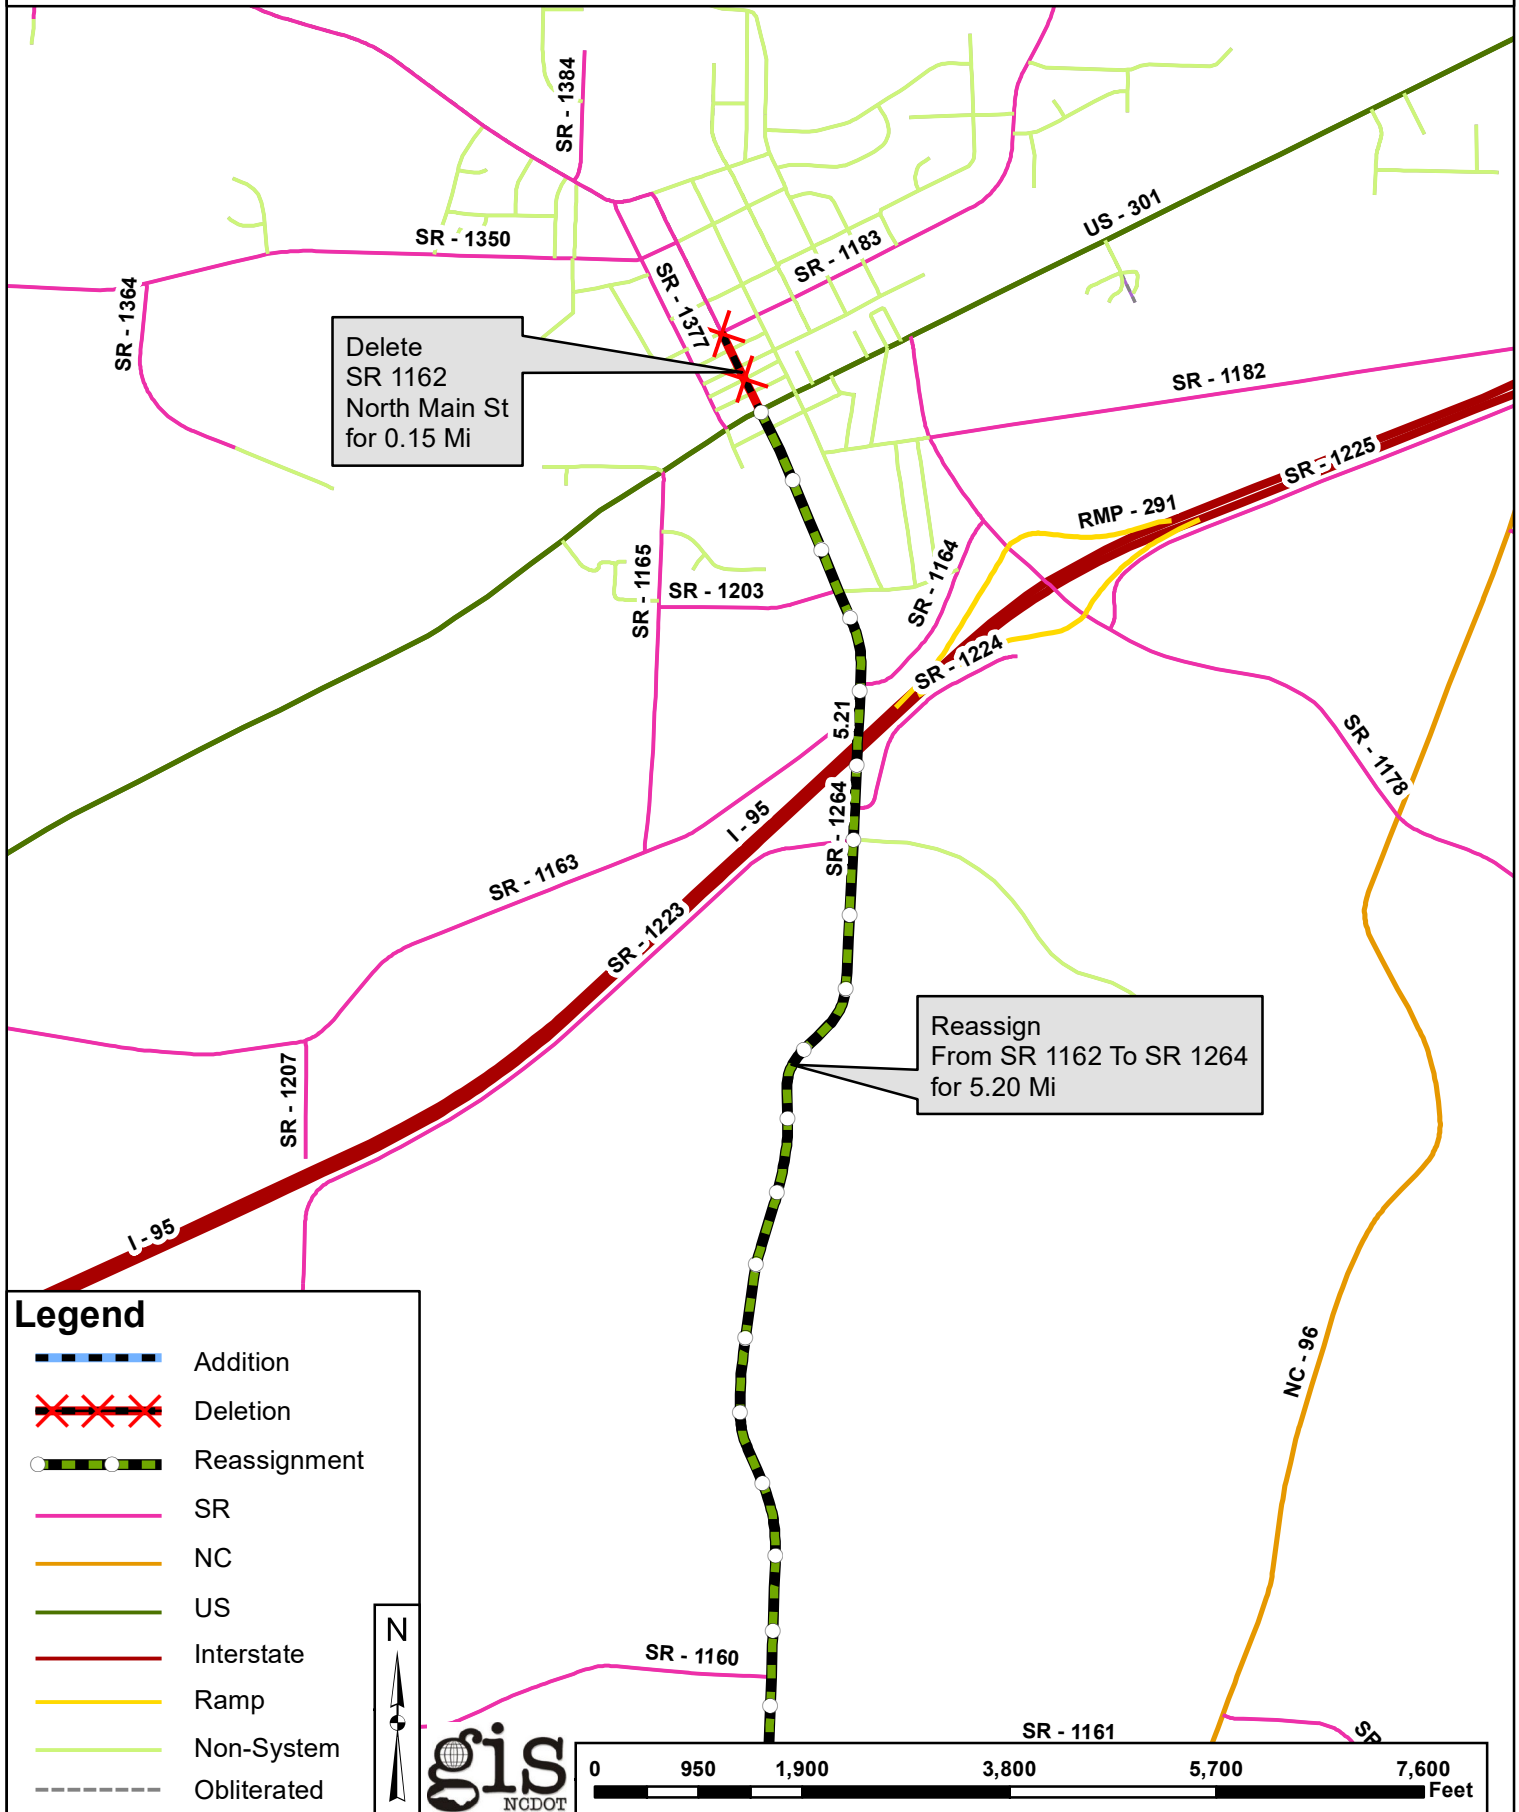 SR - 1384
US - 301
SR - 1350
SR - 1183
SR - 1377
SR - 1364
Delete
SR 1162
North Main St
for 0.15 Mi
SR - 1182
SR - 1225
RMP - 291
SR - 1165
SR - 1164
SR - 1203
SR - 1224
5.21
SR - 1178
SR - 1264
I - 95
SR - 1163
SR - 1223
Reassign
From SR 1162 To SR 1264
for 5.20 Mi
SR - 1207
I - 95
NC - 96
Legend
Addition
Deletion
Reassignment
SR
NC
US
Interstate
Ramp
Non-System
Obliterated
N
SR - 1160
SR - 1161
SR
gis
NCDOT
0 950 1,900 3,800 5,700 7,600
Feet